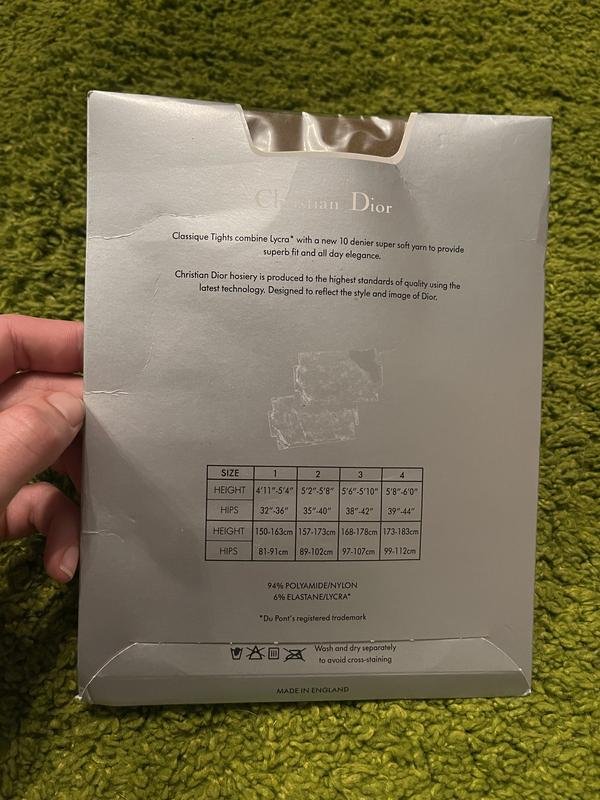 Christian Dior
Classique Tights combine Lycra* with a new 10 denier super soft yarn to provide
superb fit and all day elegance.
Christian Dior hosiery is produced to the highest standards of quality using the
latest technology. Designed to reflect the style and image of Dior.
SIZE 1 2 3 4
HEIGHT 4'11"-5'4" 5'2"-5'8" 5'6"-5'10" 5'8"-6'0"
HIPS 32"-36" 35"-40" 38"-42" 39"-44"
HEIGHT 150-163cm 157-173cm 168-178cm 173-183cm
HIPS 81-91cm 89-102cm 97-107cm 99-112cm
94% POLYAMIDE/NYLON
6% ELASTANE/LYCRA*
*Du Pont's registered trademark
Wash and dry separately
to avoid cross-staining
MADE IN ENGLAND